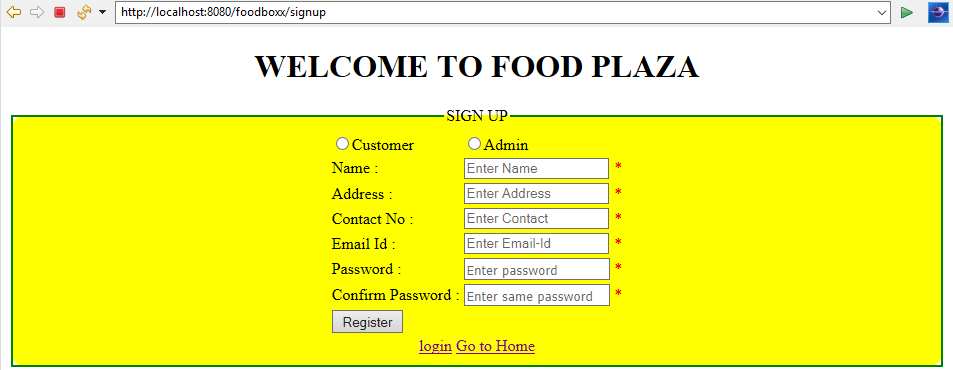 http://localhost:8080/foodboxx/signup
WELCOME TO FOOD PLAZA
SIGN UP
Customer Admin
Name : Enter Name *
Address : Enter Address *
Contact No : Enter Contact *
Email Id : Enter Email-Id *
Password : Enter password *
Confirm Password : Enter same password *
Register
login Go to Home